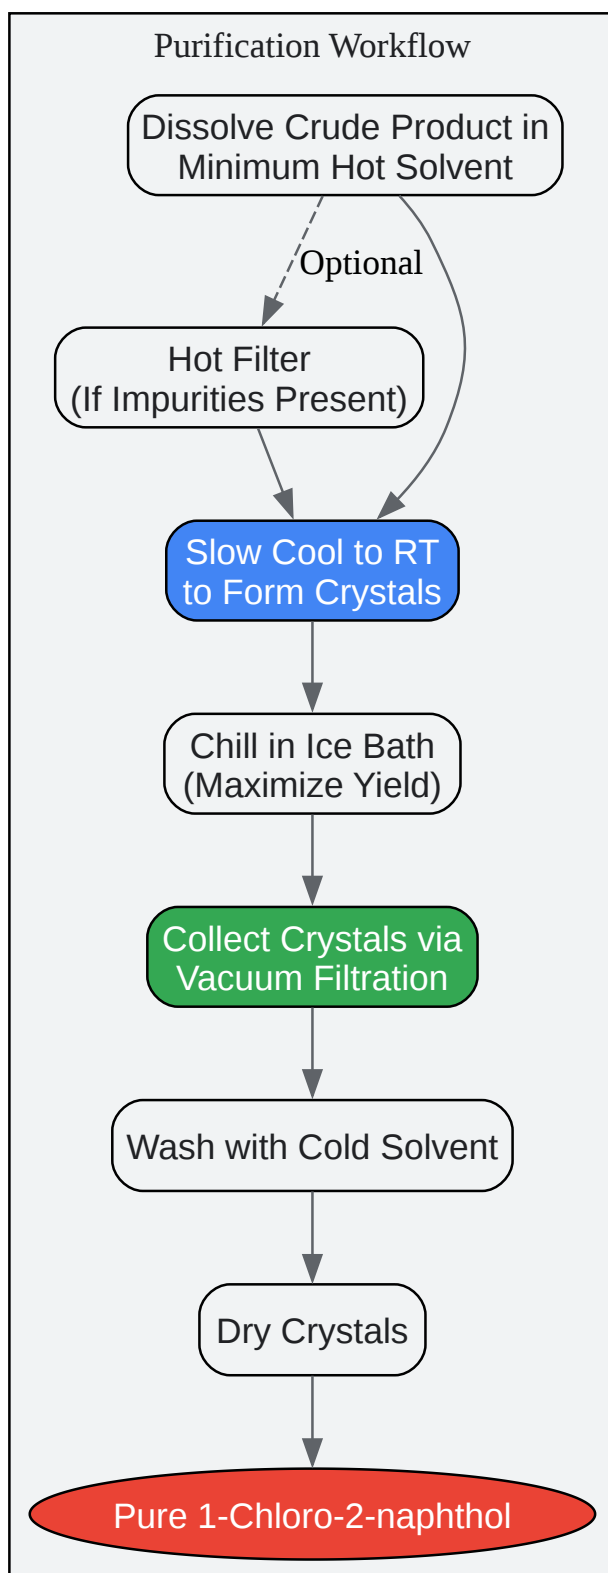 Purification Workflow
Dissolve Crude Product in
Minimum Hot Solvent
Optional
Hot Filter
(If Impurities Present)
Slow Cool to RT
to Form Crystals
Chill in Ice Bath
(Maximize Yield)
Collect Crystals via
Vacuum Filtration
Wash with Cold Solvent
Dry Crystals
Pure 1-Chloro-2-naphthol